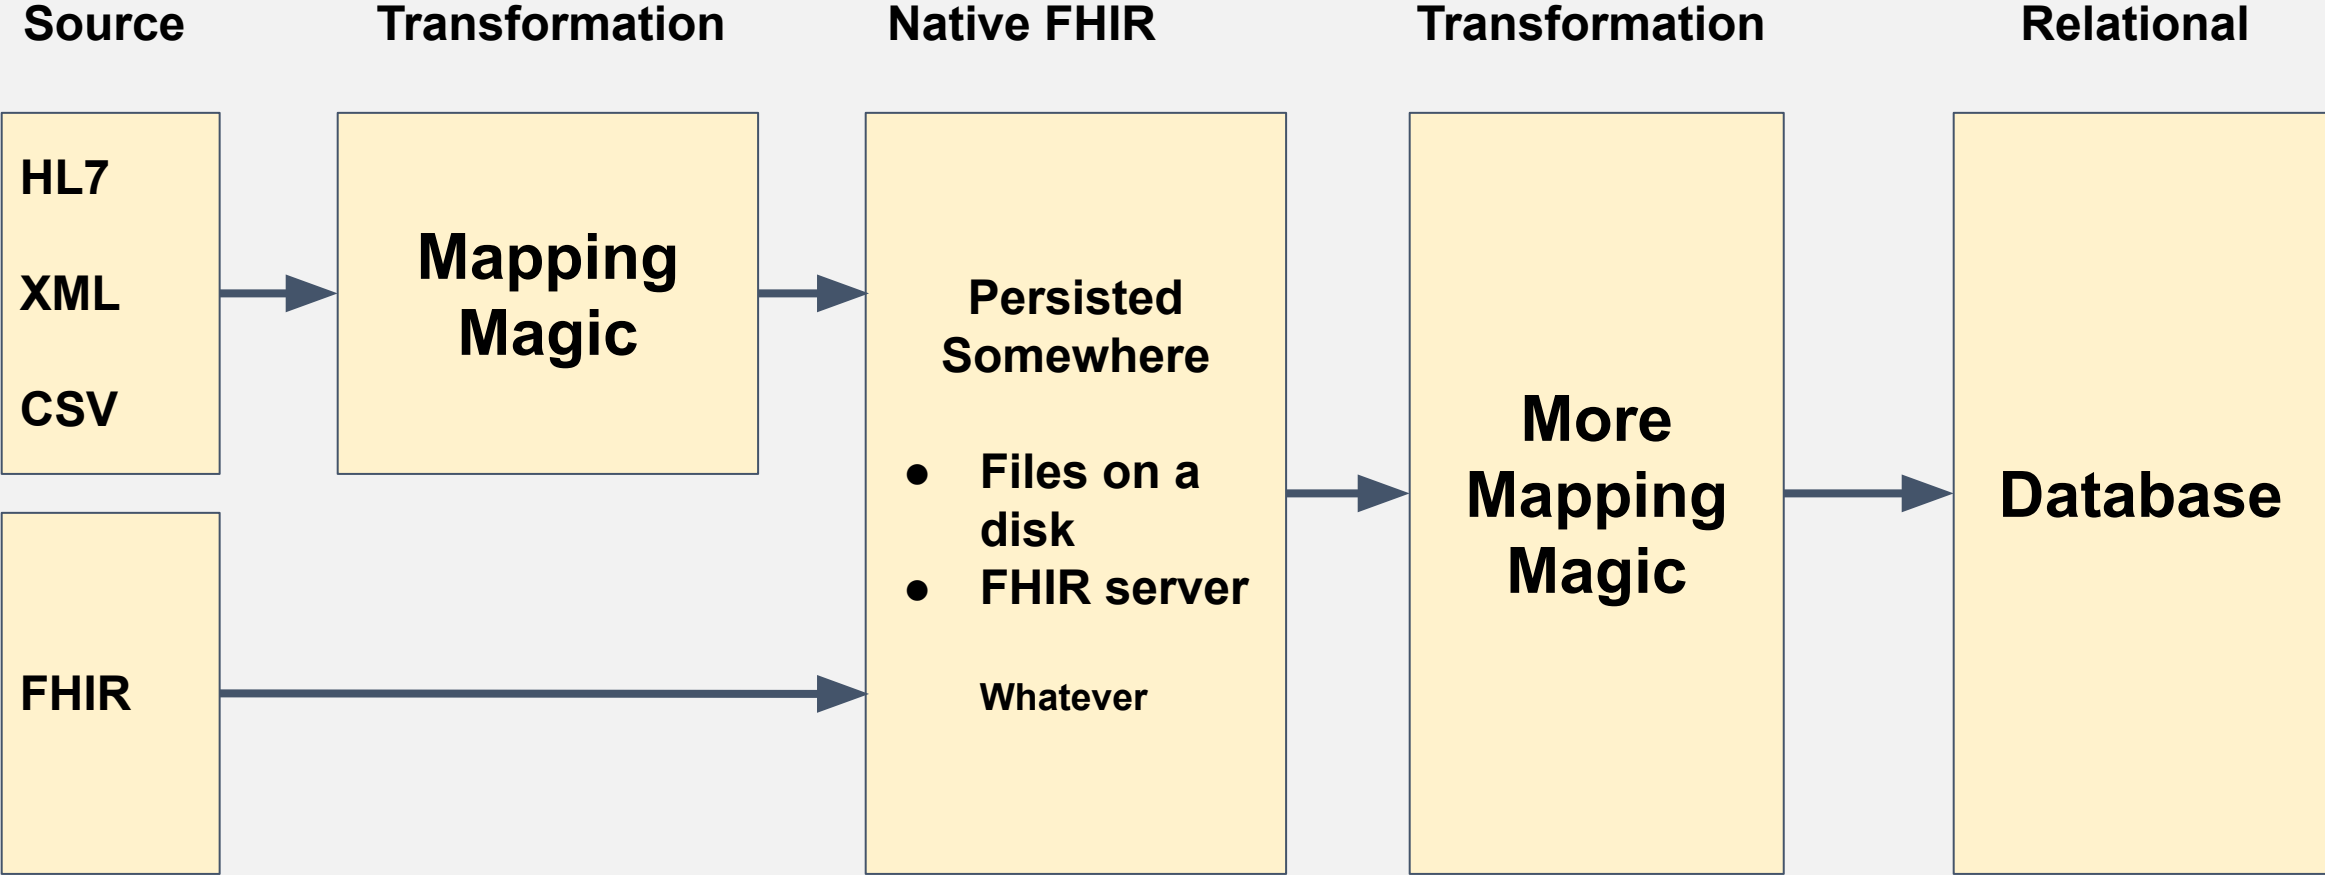 Source
Transformation
Native FHIR
Transformation
Relational
HL7
XML
CSV
FHIR
Mapping
Magic
Persisted
Somewhere
● Files on a
disk
● FHIR server
Whatever
More
Mapping
Magic
Database